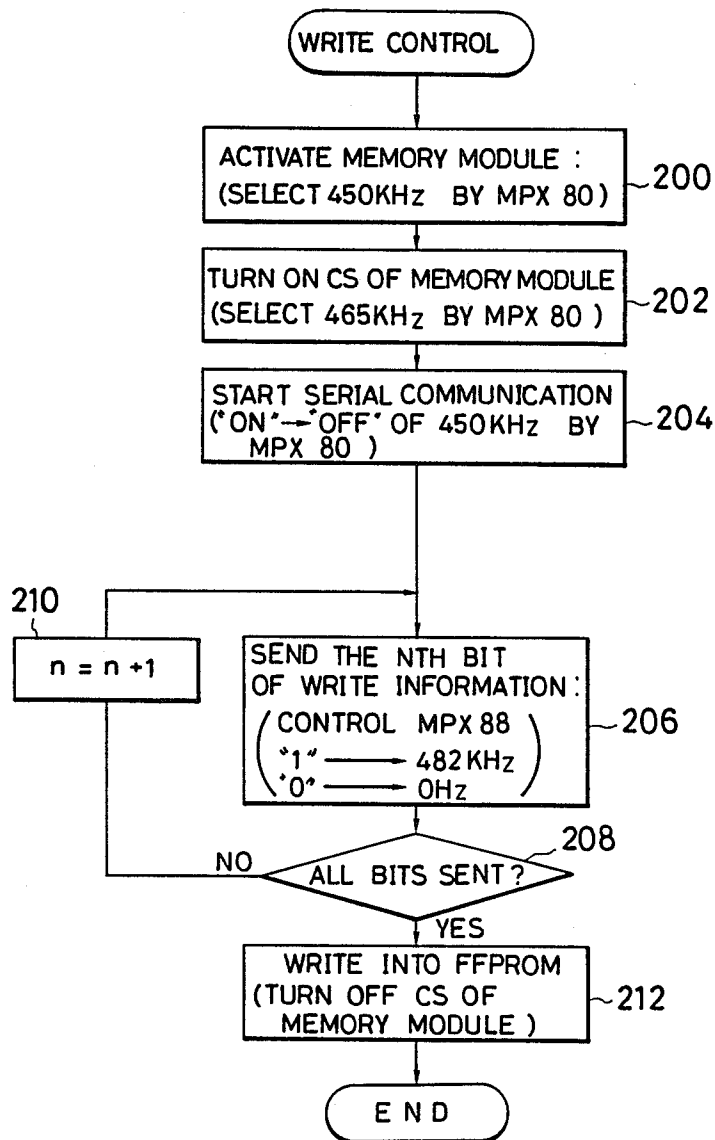 WRITE CONTROL
ACTIVATE MEMORY MODULE :
(SELECT 450KHz BY MPX 80)
200
TURN ON CS OF MEMORY MODULE
(SELECT 465KHz BY MPX 80)
202
START SERIAL COMMUNICATION
("ON"→"OFF" OF 450KHz BY
MPX 80)
204
210
n = n +1
SEND THE NTH BIT
OF WRITE INFORMATION :
(CONTROL MPX 88
"1" → 482KHz
"0" → 0Hz)
206
208
NO
ALL BITS SENT ?
YES
WRITE INTO FFPROM
(TURN OFF CS OF
MEMORY MODULE)
212
END